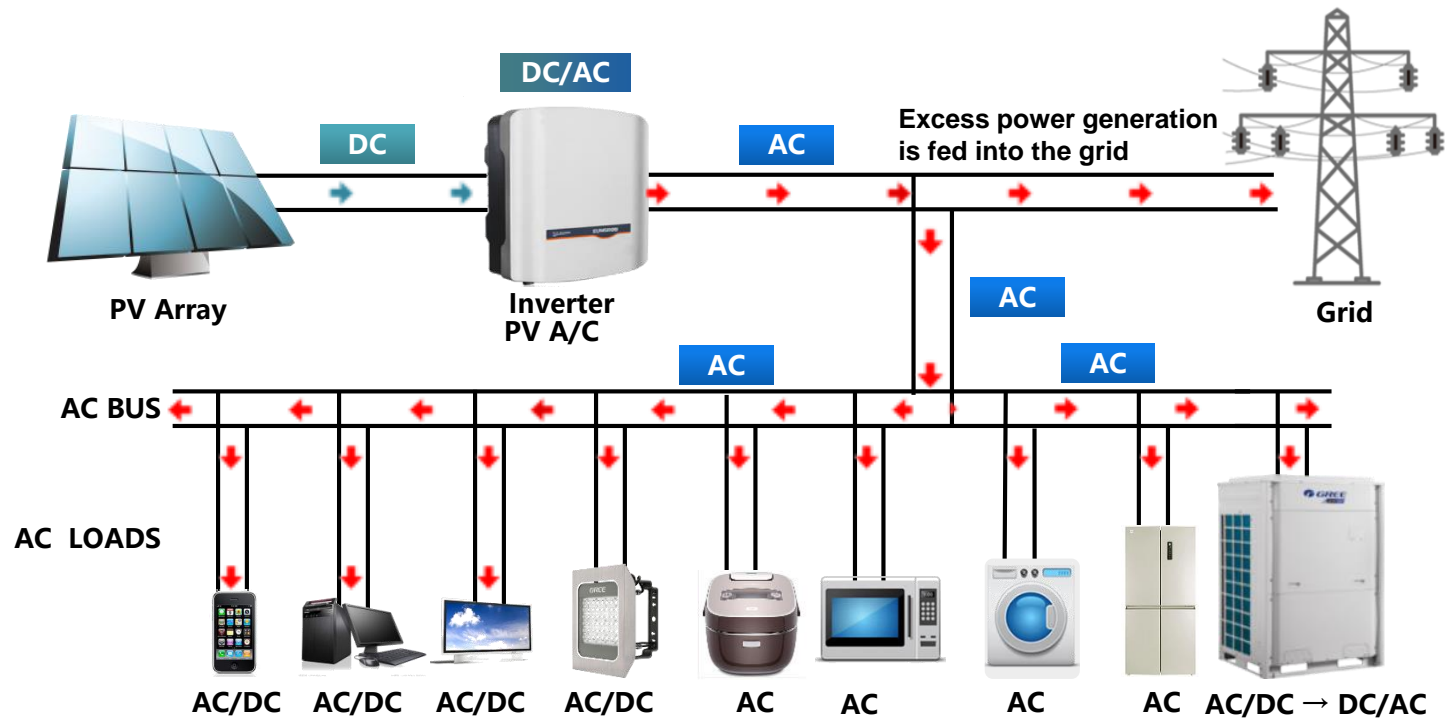 DC/AC
DC
AC
Excess power generation
is fed into the grid
PV Array
Inverter
PV A/C
AC
Grid
AC
AC
AC BUS
AC LOADS
GREE
GREE
AC/DC
AC/DC
AC/DC
AC/DC
AC
AC
AC
AC
AC/DC → DC/AC